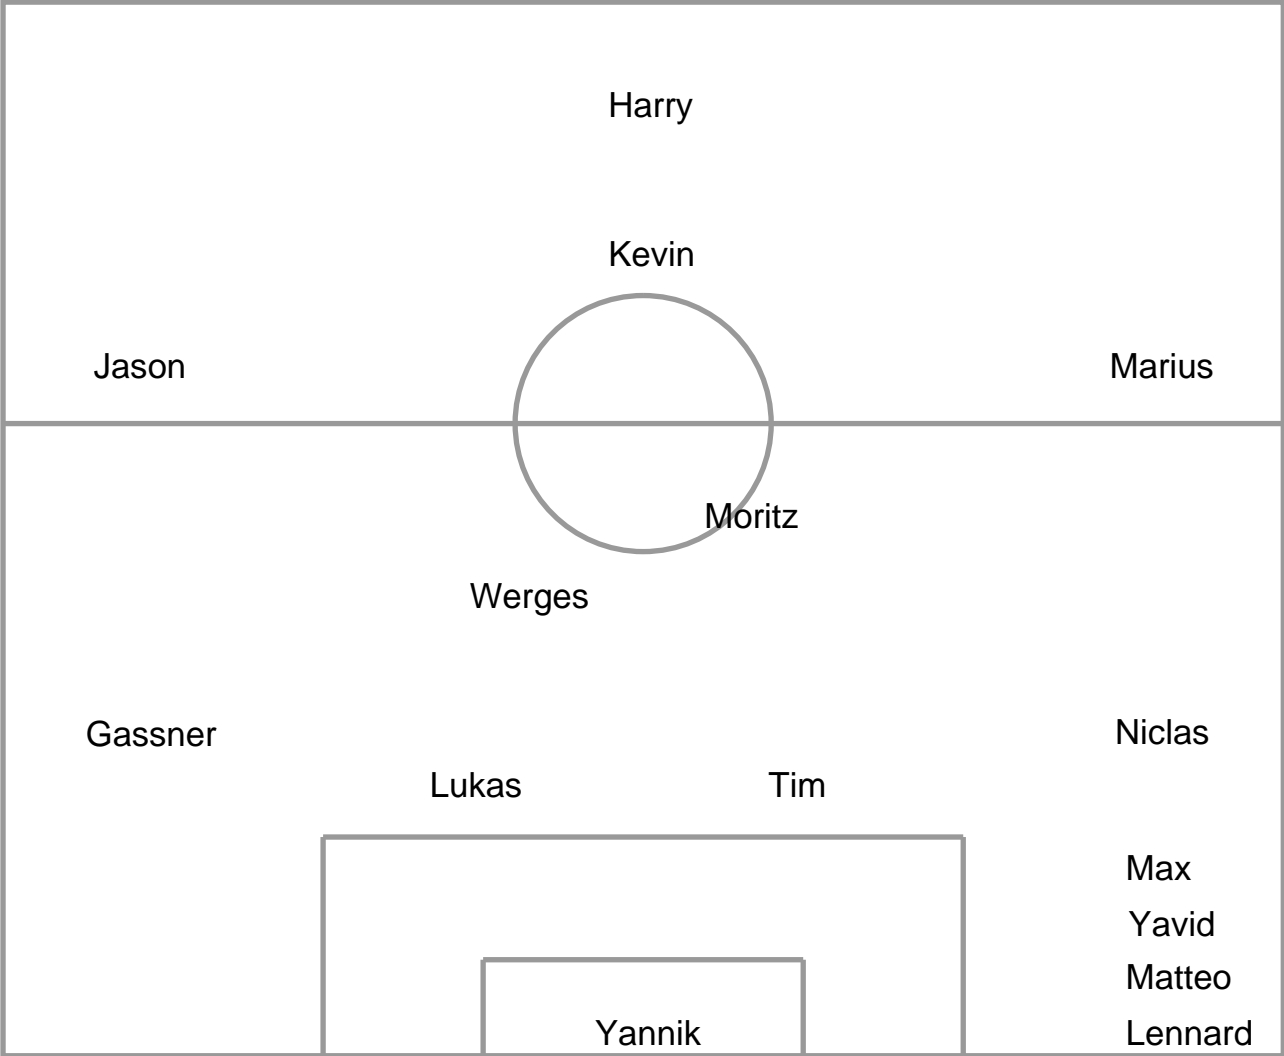 Harry
Kevin
Jason
Marius
Moritz
Werges
Gassner
Niclas
Lukas
Tim
Max
Yavid
Matteo
Yannik
Lennard